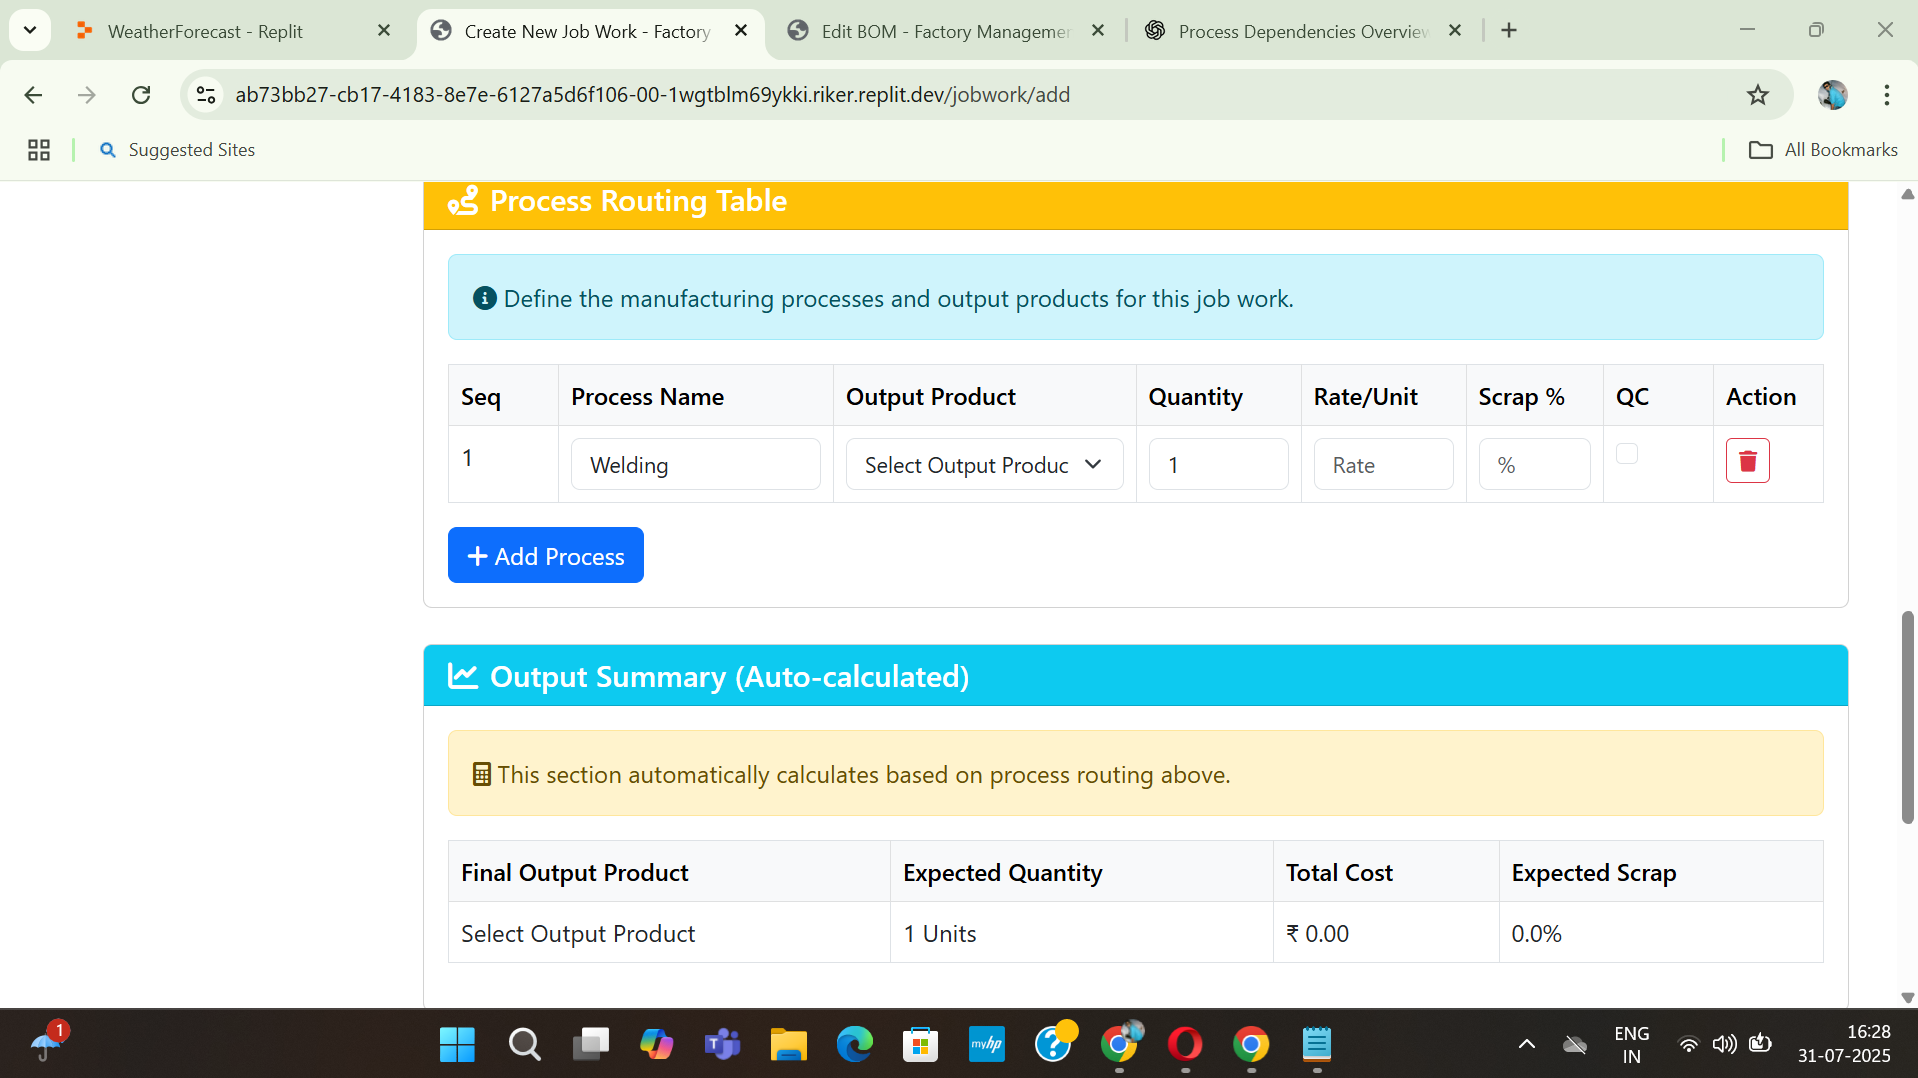 WeatherForecast - Replit
Create New Job Work - Factory
Edit BOM - Factory Managemer
Process Dependencies Overview
ab73bb27-cb17-4183-8e7e-6127a5d6f106-00-1wgtblm69ykki.riker.replit.dev/jobwork/add
Suggested Sites
All Bookmarks
Process Routing Table
Define the manufacturing processes and output products for this job work.
Seq Process Name Output Product Quantity Rate/Unit Scrap % QC Action
1 Welding Select Output Produc 1 Rate %
+ Add Process
Output Summary (Auto-calculated)
This section automatically calculates based on process routing above.
Final Output Product Expected Quantity Total Cost Expected Scrap
Select Output Product 1 Units ₹ 0.00 0.0%
1
myhp
ENG
IN
16:28
31-07-2025